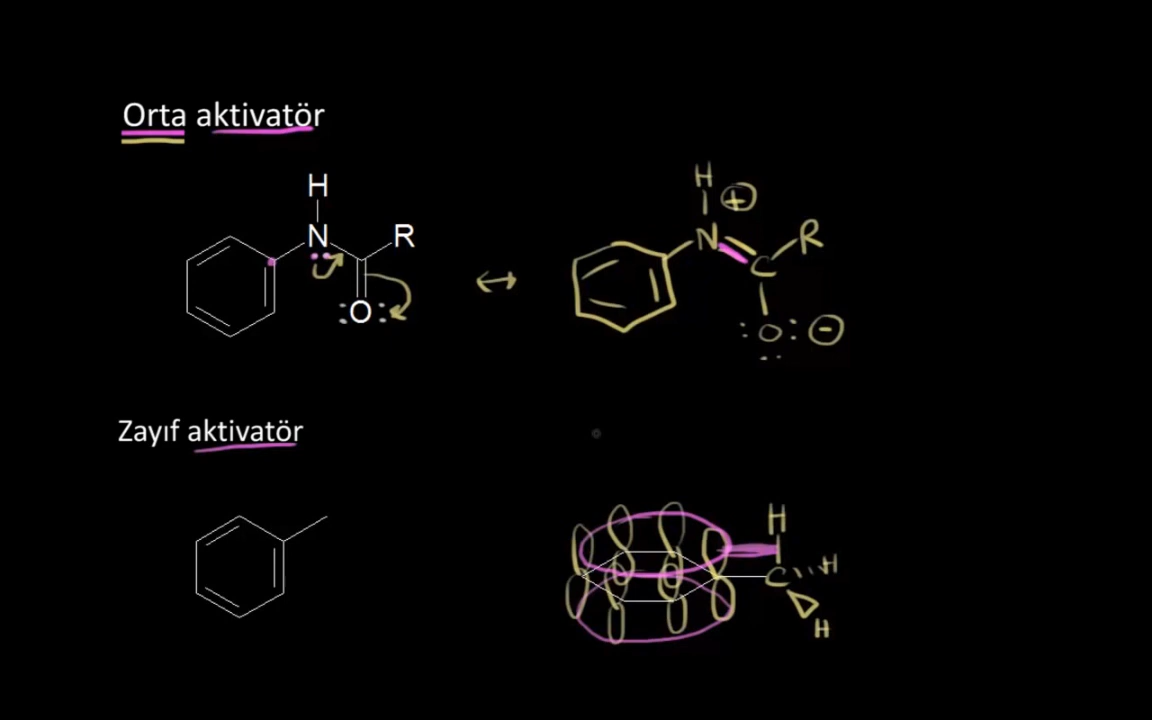 Orta aktivatör
H
N
R
:O:
H
+
N
R
C
:O: -
Zayıf aktivatör
H
C H
H